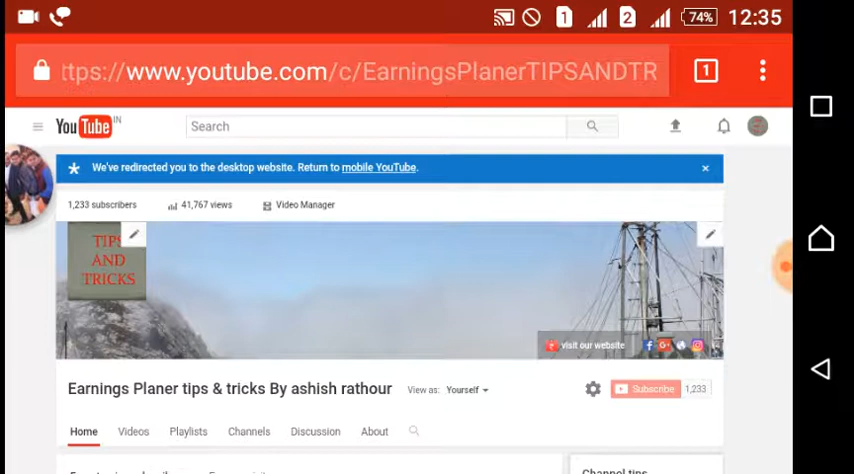 1 2 74% 12:35
ttps://www.youtube.com/c/EarningsPlanerTIPSANDTR 1
YouTube IN Search
We've redirected you to the desktop website. Return to mobile YouTube. ×
1,233 subscribers 41,767 views Video Manager
TIPS
AND
TRICKS
visit our website
Earnings Planer tips & tricks By ashish rathour View as: Yourself Subscribe 1,233
Home Videos Playlists Channels Discussion About
Channel tips